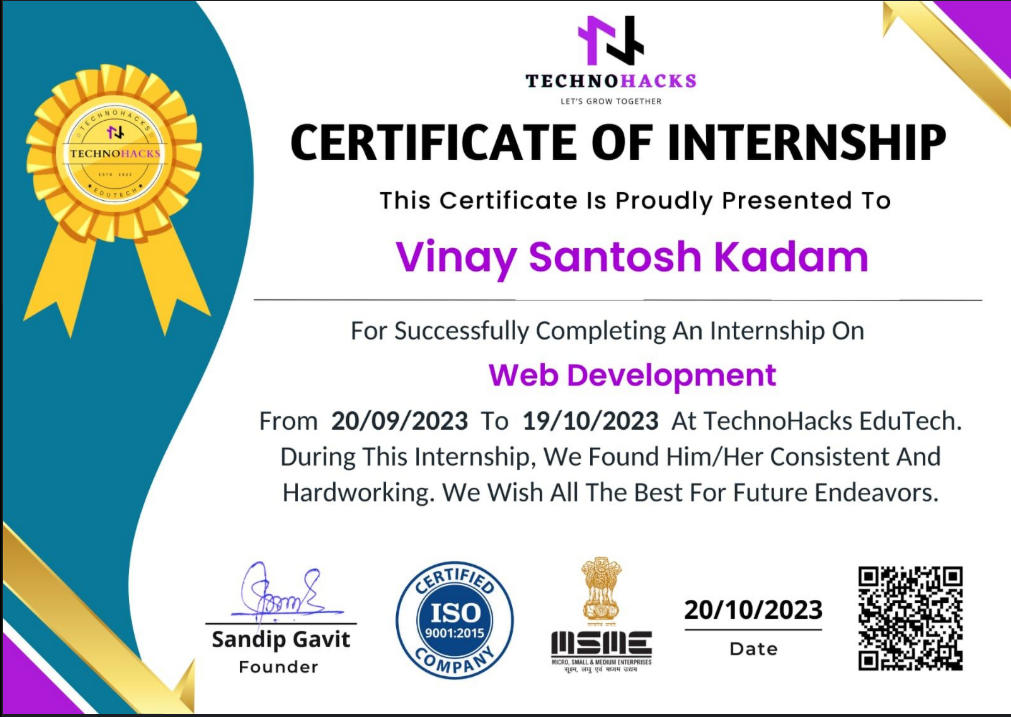 TECHNOHACKS
LET'S GROW TOGETHER
CERTIFICATE OF INTERNSHIP
This Certificate Is Proudly Presented To
Vinay Santosh Kadam
For Successfully Completing An Internship On
Web Development
From 20/09/2023 To 19/10/2023 At TechnoHacks EduTech.
During This Internship, We Found Him/Her Consistent And
Hardworking. We Wish All The Best For Future Endeavors.
TECHNOHACKS
TECHNOHACKS
ESTD 2022
EDUTECH
Sandip Gavit
Founder
CERTIFIED
ISO
9001:2015
COMPANY
MSME
MICRO, SMALL & MEDIUM ENTERPRISES
सूक्ष्म, लघु एवं मध्यम उद्यम
20/10/2023
Date